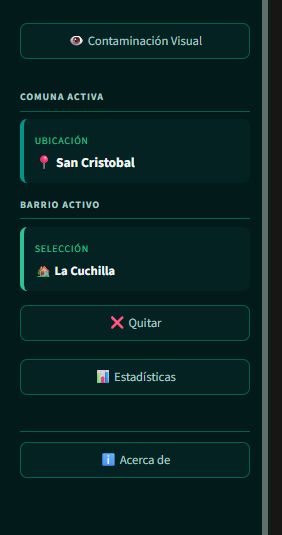 Contaminación Visual
COMUNA ACTIVA
UBICACIÓN
San Cristobal
BARRIO ACTIVO
SELECCIÓN
La Cuchilla
Quitar
Estadísticas
Acerca de